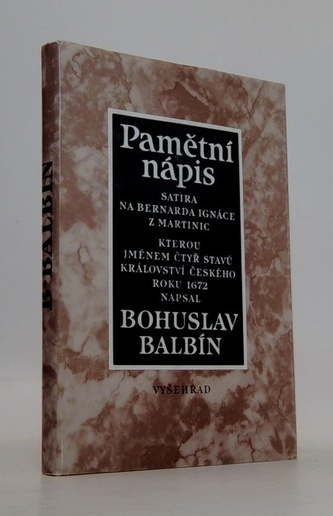 Pamětní
nápis
SATIRA
NA BERNARDA IGNÁCE
Z MARTINIC
KTEROU
JMÉNEM ČTYŘ STAVŮ
KRÁLOVSTVÍ ČESKÉHO
ROKU 1672
NAPSAL
BOHUSLAV
BALBÍN
VYŠEHRAD
B. BALBÍN